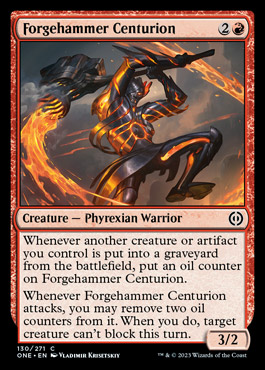 Forgehammer Centurion 2
Creature — Phyrexian Warrior
Whenever another creature or artifact
you control is put into a graveyard
from the battlefield, put an oil counter
on Forgehammer Centurion.
Whenever Forgehammer Centurion
attacks, you may remove two oil
counters from it. When you do, target
creature can't block this turn.
3/2
130/271 C
ONE • EN Vladimir Krisetskiy
™ & © 2023 Wizards of the Coast